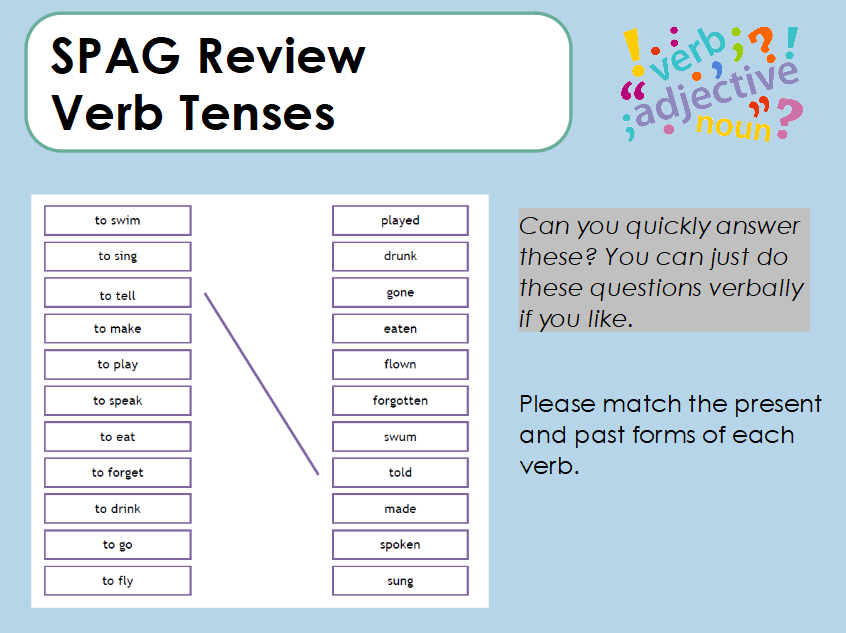 SPAG Review
Verb Tenses
! verb ; ? !
“ adjective
; noun ” ?
to swim
to sing
to tell
to make
to play
to speak
to eat
to forget
to drink
to go
to fly
played
drunk
gone
eaten
flown
forgotten
swum
told
made
spoken
sung
Can you quickly answer
these? You can just do
these questions verbally
if you like.
Please match the present
and past forms of each
verb.